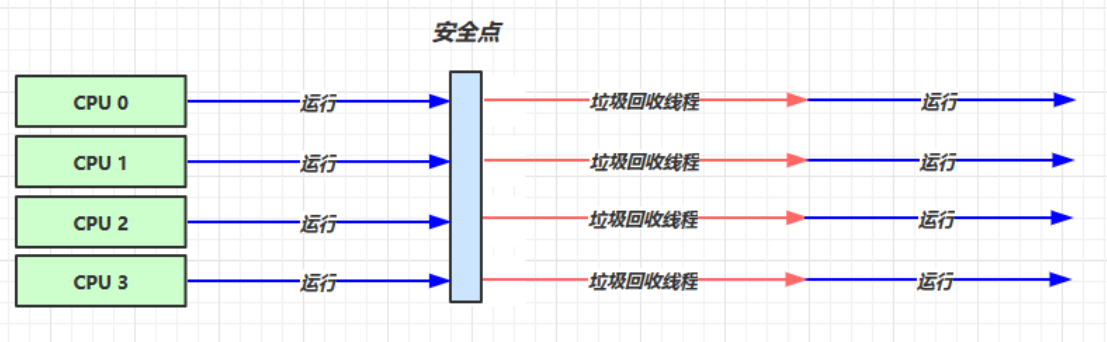 安全点
CPU 0 运行 垃圾回收线程 运行
CPU 1 运行 垃圾回收线程 运行
CPU 2 运行 垃圾回收线程 运行
CPU 3 运行 垃圾回收线程 运行